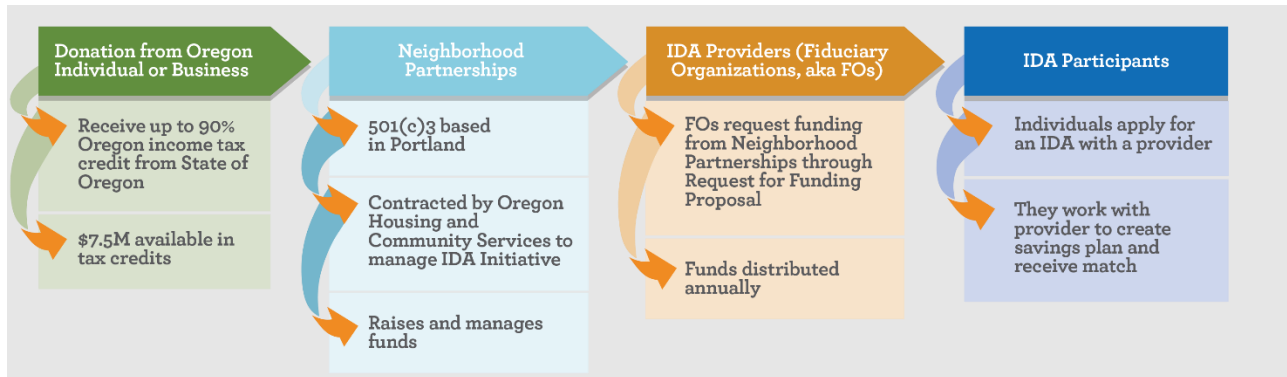 Donation from Oregon
Individual or Business
Receive up to 90%
Oregon income tax
credit from State of
Oregon
$7.5M available in
tax credits
Neighborhood
Partnerships
501(c)3 based
in Portland
Contracted by Oregon
Housing and
Community Services to
manage IDA Initiative
Raises and manages
funds
IDA Providers (Fiduciary
Organizations, aka FOs)
FOs request funding
from Neighborhood
Partnerships through
Request for Funding
Proposal
Funds distributed
annually
IDA Participants
Individuals apply for
an IDA with a provider
They work with
provider to create
savings plan and
receive match